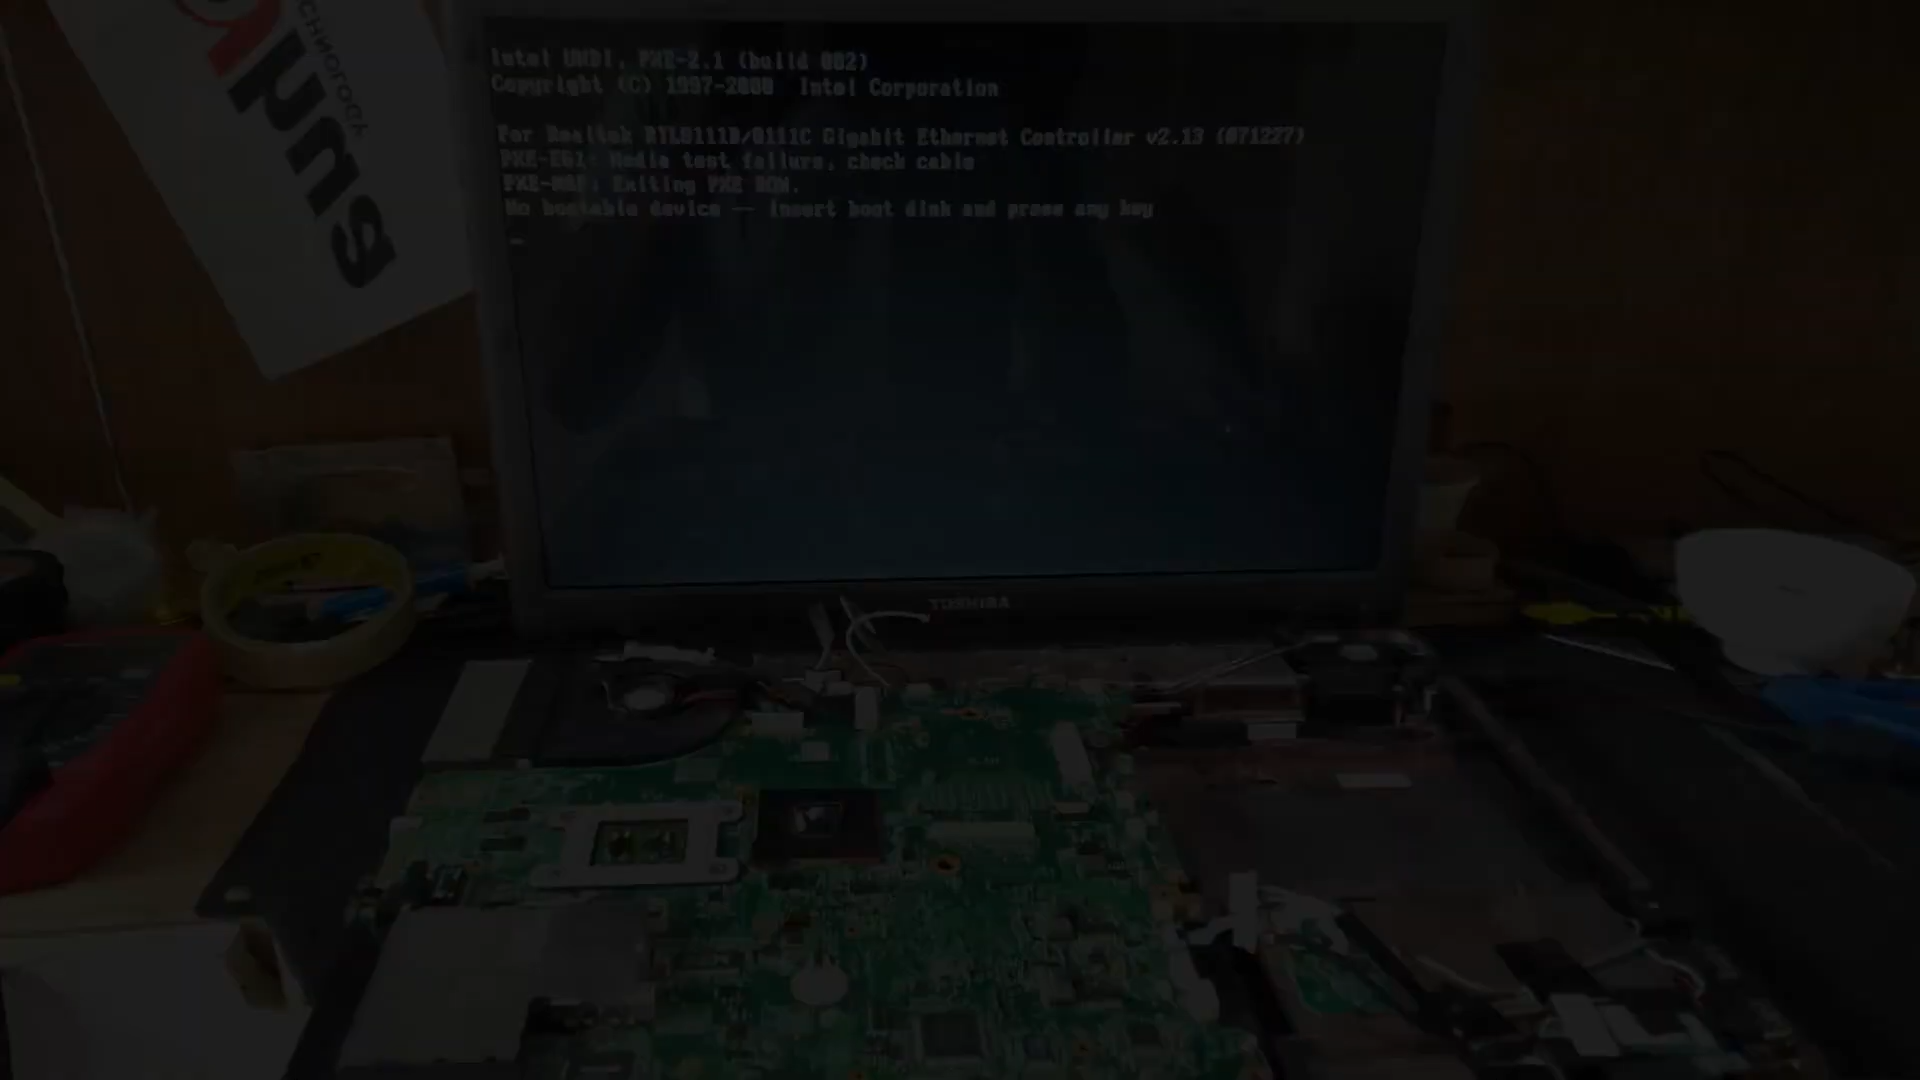 Intel UNDI, PXE-2.1 (build 082)
Copyright (C) 1997-2000 Intel Corporation
For Realtek RTL8111B/8111C Gigabit Ethernet Controller v2.13 (071227)
PXE-E61: Media test failure, check cable
PXE-M0F: Exiting PXE ROM.
No bootable device -- insert boot disk and press any key
TOSHIBA